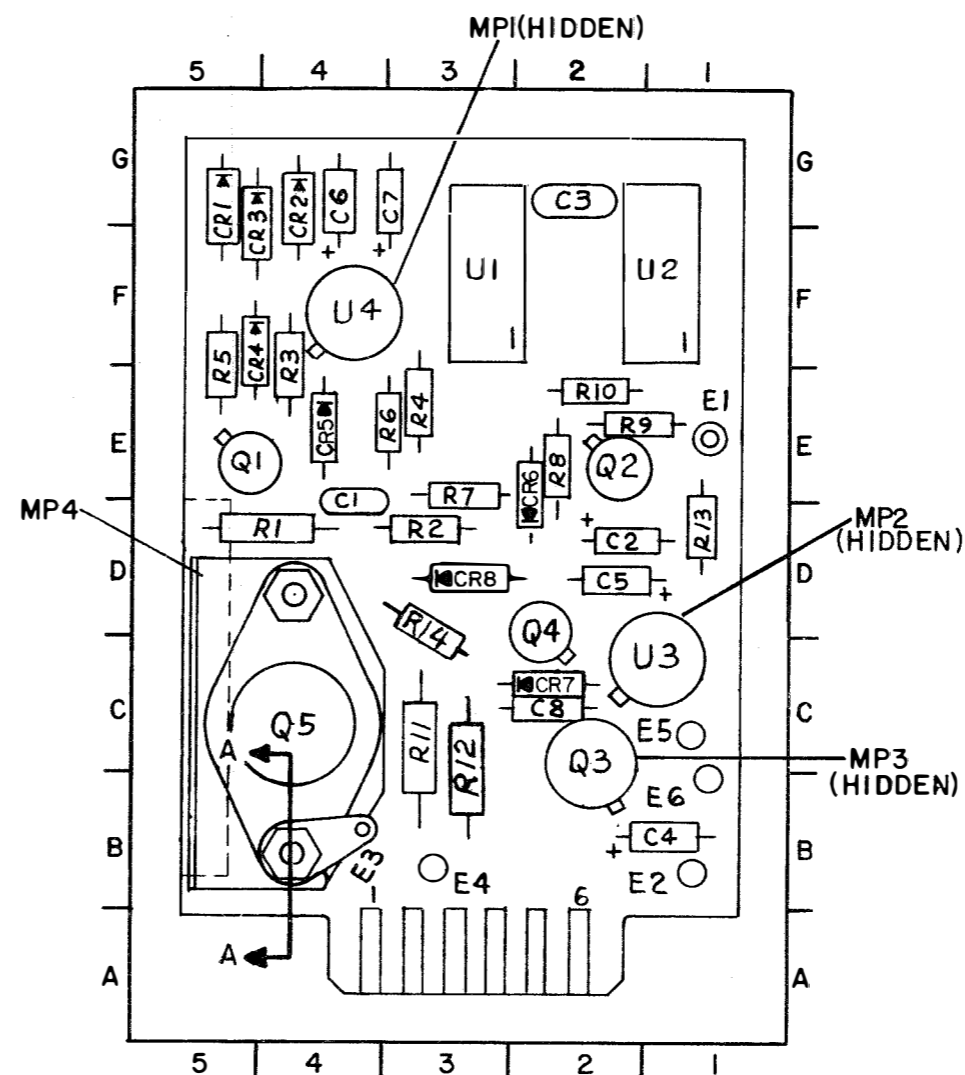 MP1(HIDDEN)
5 4 3 2 1
G G
CR1 CR3 CR2 C6 C7 C3
+ +
F U4 U1 U2 F
1 1
R5 CR4 R3
R10
E CR5 R6 R4 R9 E1 E
Q1 CR6 R8 Q2
C1 R7
MP4
R1 R2 + C2 R13 MP2
(HIDDEN)
D CR8 C5 D
+
R14 Q4 U3
CR7
C C8 C
Q5 R11 R12 E5
A Q3 MP3
(HIDDEN)
E6
B + C4 B
E3 E4 E2
1 6
A
A A
5 4 3 2 1